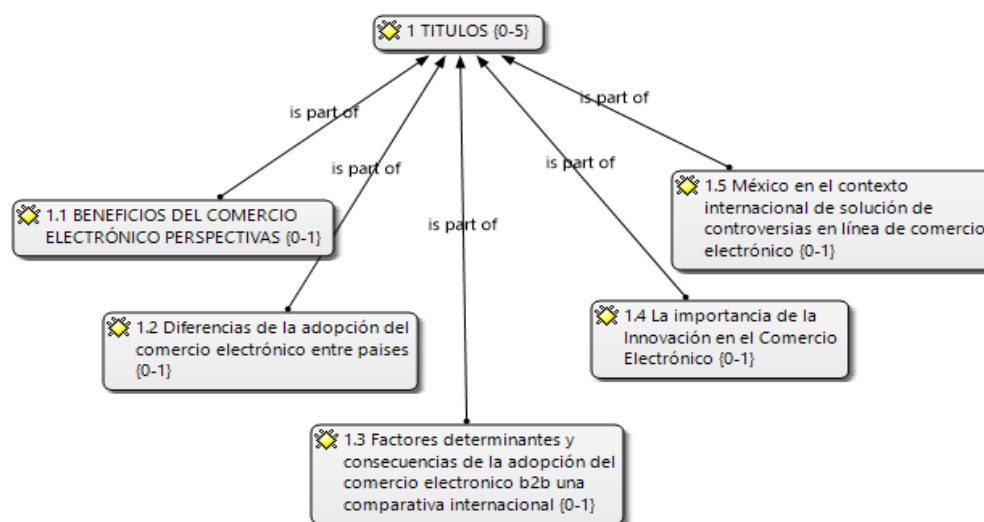 1 TITULOS {0-5}
is part of
is part of
is part of
is part of
is part of
1.1 BENEFICIOS DEL COMERCIO
ELECTRÓNICO PERSPECTIVAS {0-1}
1.5 México en el contexto
internacional de solución de
controversias en línea de comercio
electrónico {0-1}
1.2 Diferencias de la adopción del
comercio electrónico entre paises
{0-1}
1.4 La importancia de la
Innovación en el Comercio
Electrónico {0-1}
1.3 Factores determinantes y
consecuencias de la adopción del
comercio electronico b2b una
comparativa internacional {0-1}